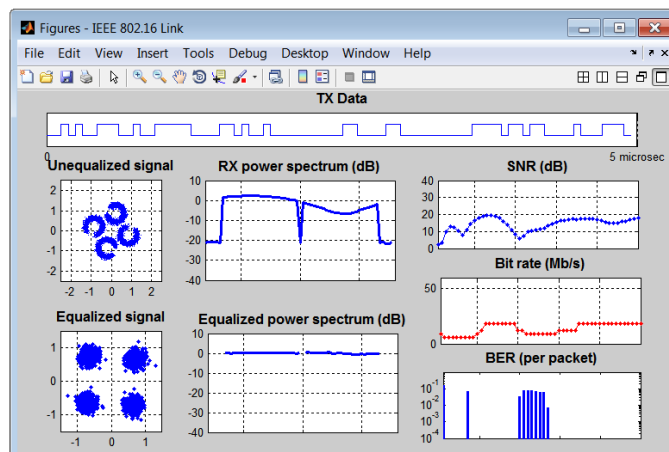 Figures - IEEE 802.16 Link
File Edit View Insert Tools Debug Desktop Window Help
TX Data
0
5 microsec
Unequalized signal
2
1
0
-1
-2
-2 -1 0 1 2
RX power spectrum (dB)
10
0
-10
-20
-30
-40
SNR (dB)
40
30
20
10
0
Bit rate (Mb/s)
50
0
Equalized signal
1
0
-1
-1 0 1
Equalized power spectrum (dB)
10
0
-10
-20
-30
-40
BER (per packet)
10-1
10-2
10-3
10-4